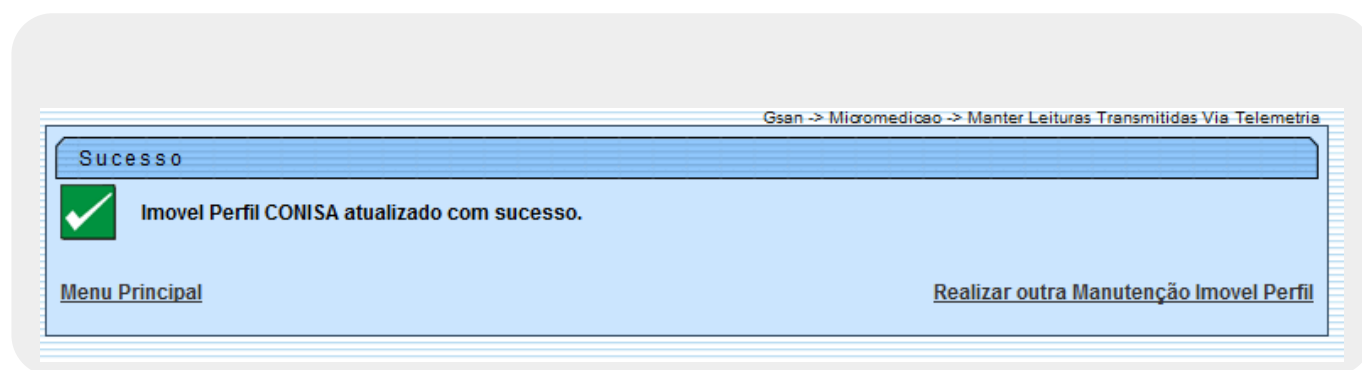 Gsan -> Micromedicao -> Manter Leituras Transmitidas Via Telemetria
Sucesso
Imovel Perfil CONISA atualizado com sucesso.
Menu Principal
Realizar outra Manutenção Imovel Perfil